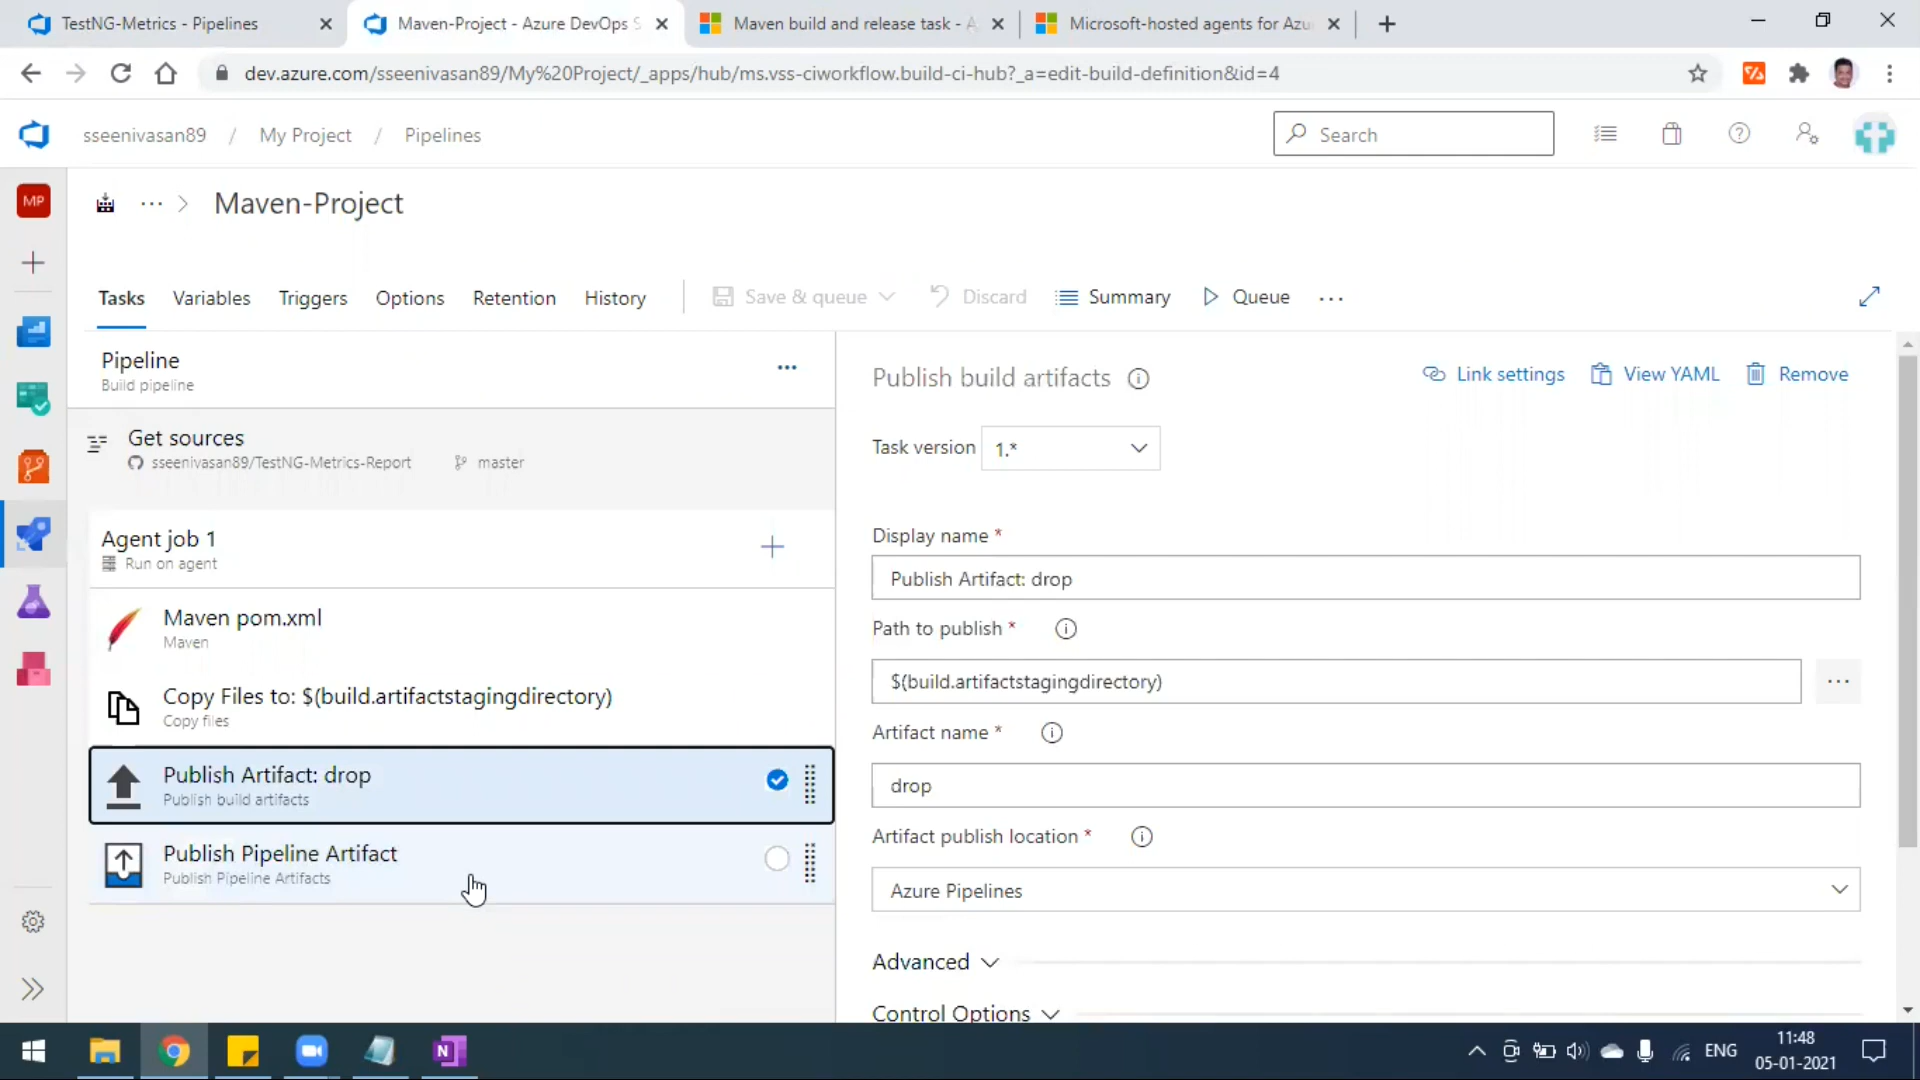 TestNG-Metrics - Pipelines
Maven-Project - Azure DevOps S
Maven build and release task - A
Microsoft-hosted agents for Azu
dev.azure.com/sseenivasan89/My%20Project/_apps/hub/ms.vss-ciworkflow.build-ci-hub?_a=edit-build-definition&id=4
sseenivasan89 / My Project / Pipelines
Search
MP
Maven-Project
Tasks Variables Triggers Options Retention History
Save & queue Discard Summary Queue ...
Pipeline
Build pipeline
Get sources
sseenivasan89/TestNG-Metrics-Report master
Agent job 1
Run on agent
Maven pom.xml
Maven
Copy Files to: $(build.artifactstagingdirectory)
Copy files
Publish Artifact: drop
Publish build artifacts
Publish Pipeline Artifact
Publish Pipeline Artifacts
Publish build artifacts
Link settings View YAML Remove
Task version 1.*
Display name *
Publish Artifact: drop
Path to publish *
$(build.artifactstagingdirectory)
Artifact name *
drop
Artifact publish location *
Azure Pipelines
Advanced
Control Options
N
ENG
11:48
05-01-2021